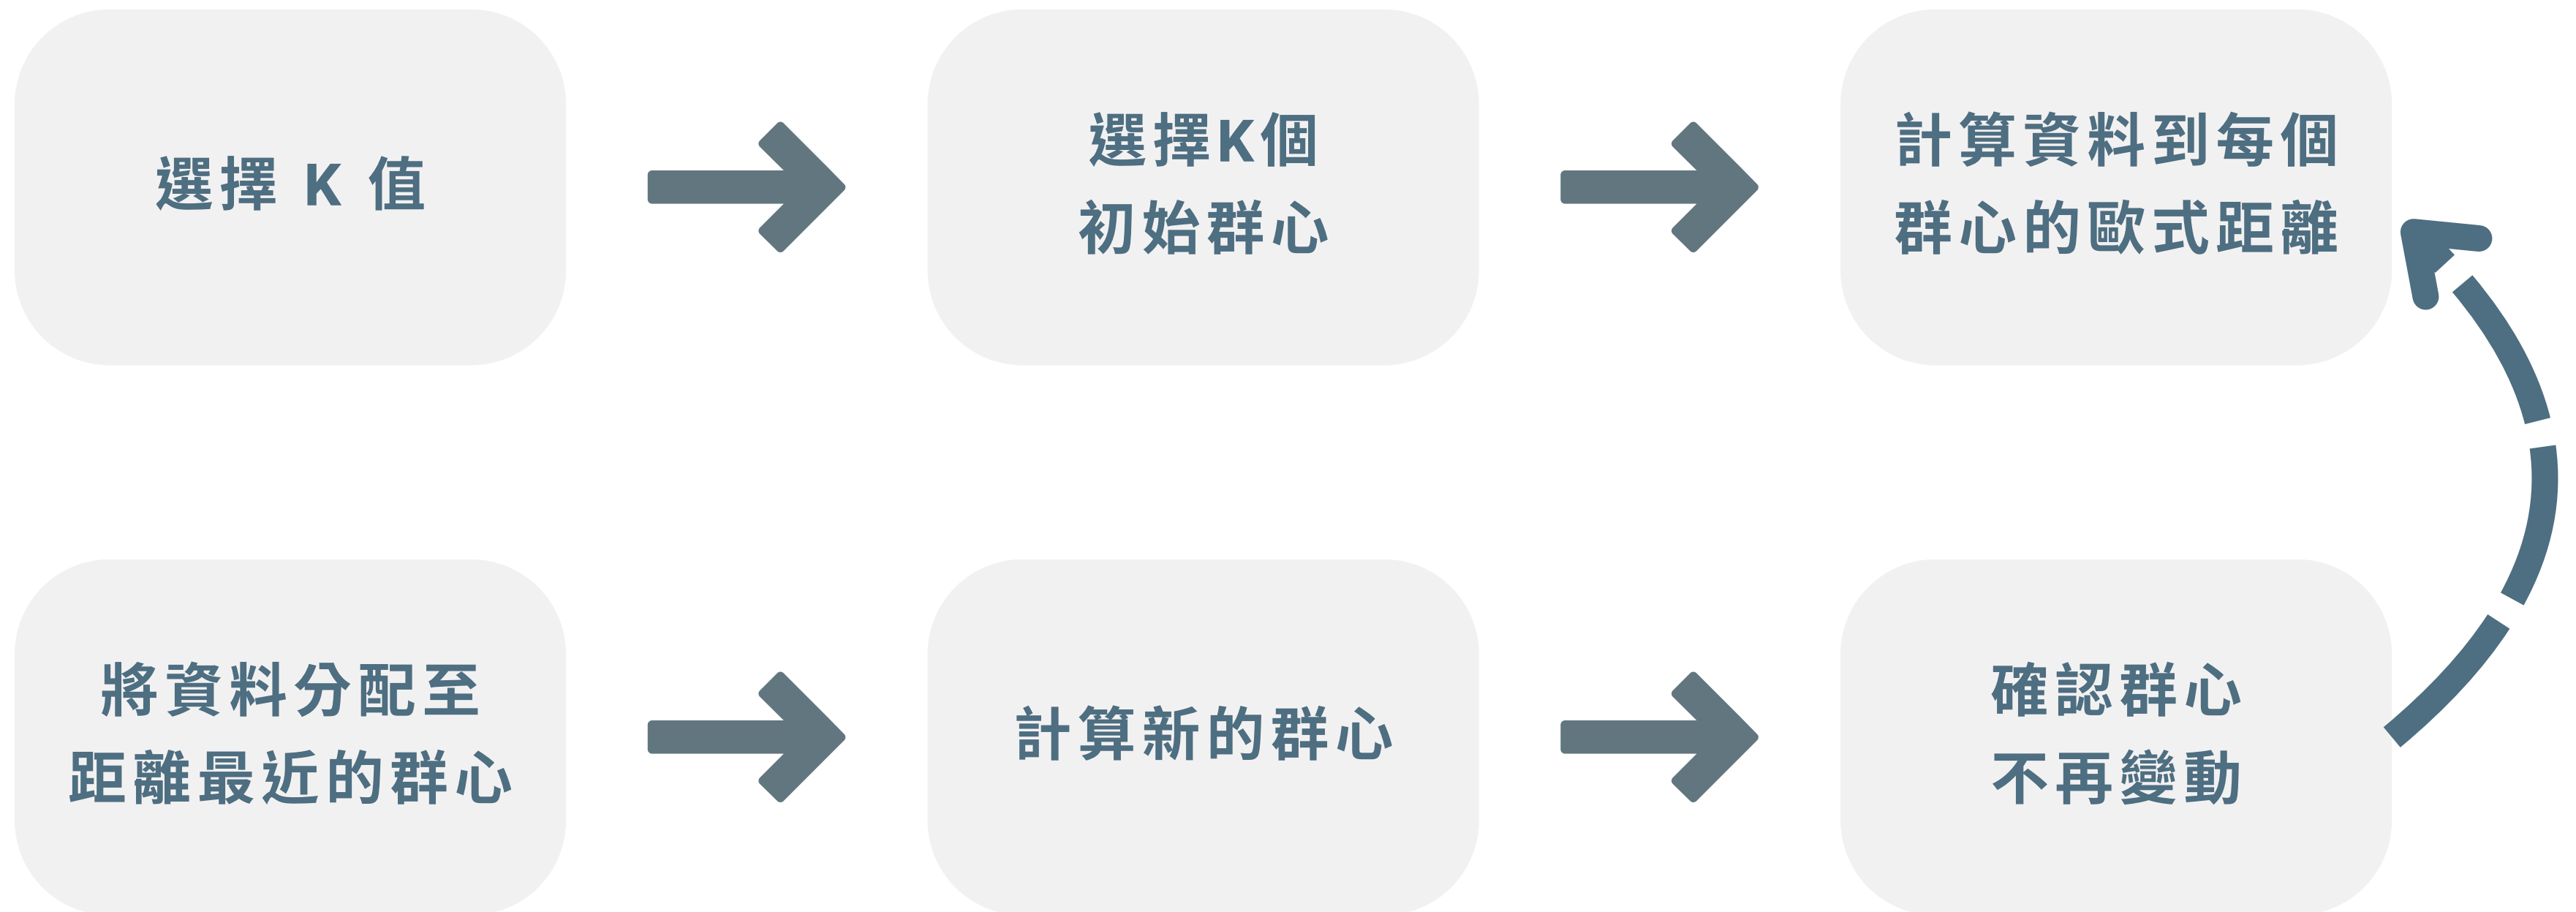 選擇 K 值
選擇K個
初始群心
計算資料到每個
群心的歐式距離
將資料分配至
距離最近的群心
計算新的群心
確認群心
不再變動